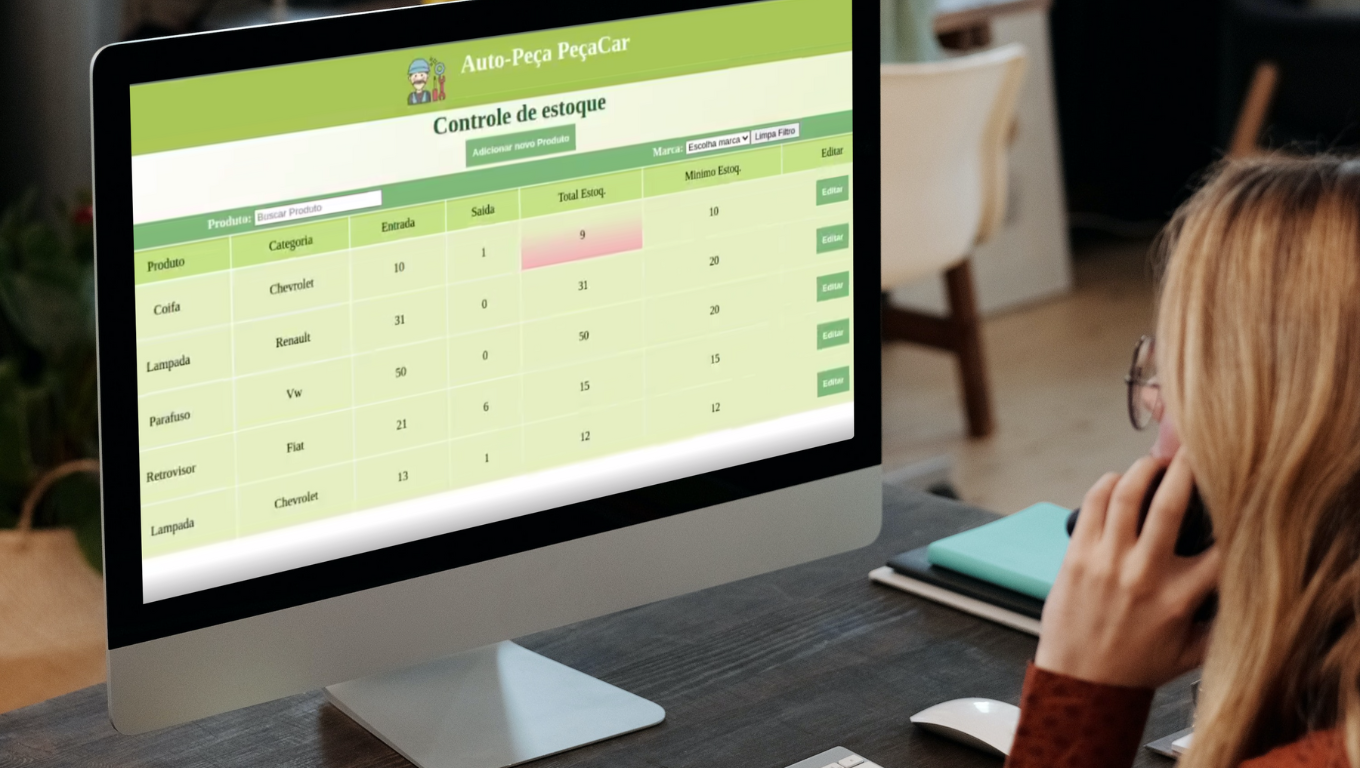 Auto-Peça PeçaCar
Controle de estoque
Adicionar novo Produto
Produto: Buscar Produto Marca: Escolha marca Limpa Filtro
Produto Categoria Entrada Saida Total Estoq. Minimo Estoq. Editar
Coifa Chevrolet 10 1 9 10 Editar
Lampada Renault 31 0 31 20 Editar
Parafuso Vw 50 0 50 20 Editar
Retrovisor Fiat 21 6 15 15 Editar
Lampada Chevrolet 13 1 12 12 Editar